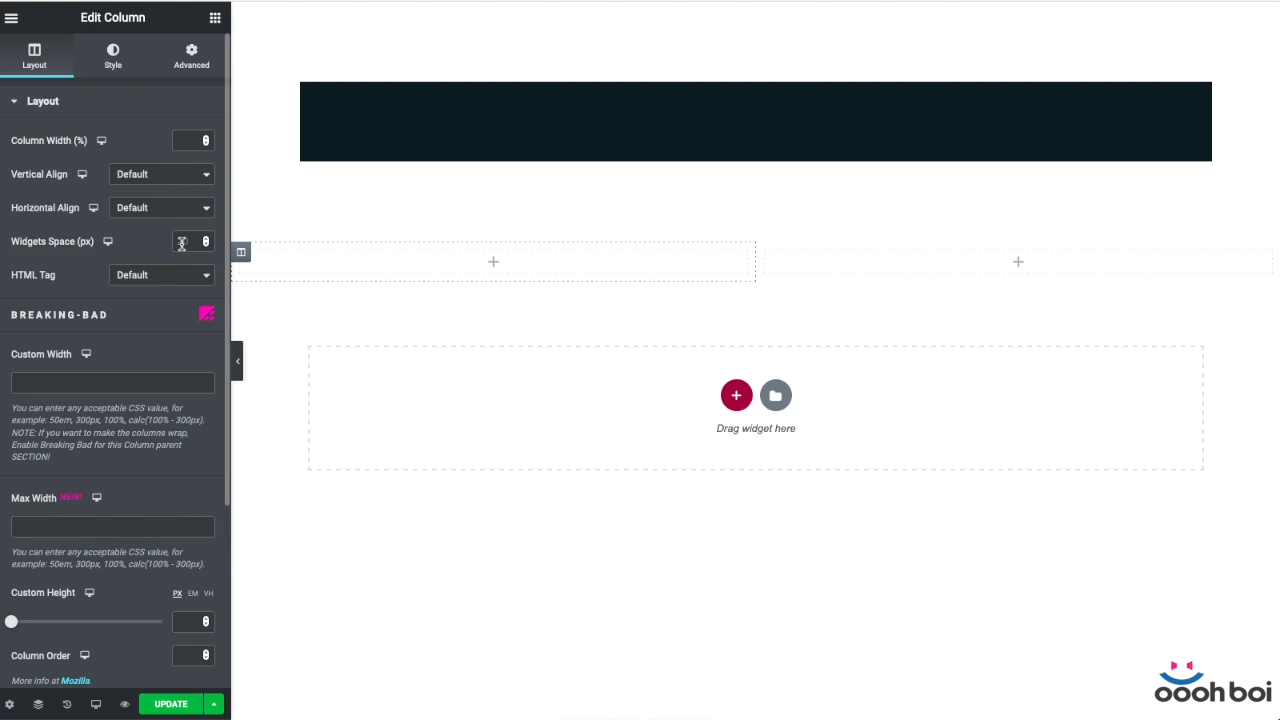 Edit Column
Layout
Style
Advanced
Layout
Column Width (%)
Vertical Align
Default
Horizontal Align
Default
Widgets Space (px)
HTML Tag
Default
BREAKING-BAD
Custom Width
You can enter any acceptable CSS value, for
example: 50em, 300px, 100%, calc(100% - 300px).
NOTE: If you want to make the columns wrap,
Enable Breaking Bad for this Column parent
SECTION!
Max Width NEW!
You can enter any acceptable CSS value, for
example: 50em, 300px, 100%, calc(100% - 300px).
Custom Height
PX EM VH
Column Order
More info at Mozilla.
UPDATE
Drag widget here
oooh boi